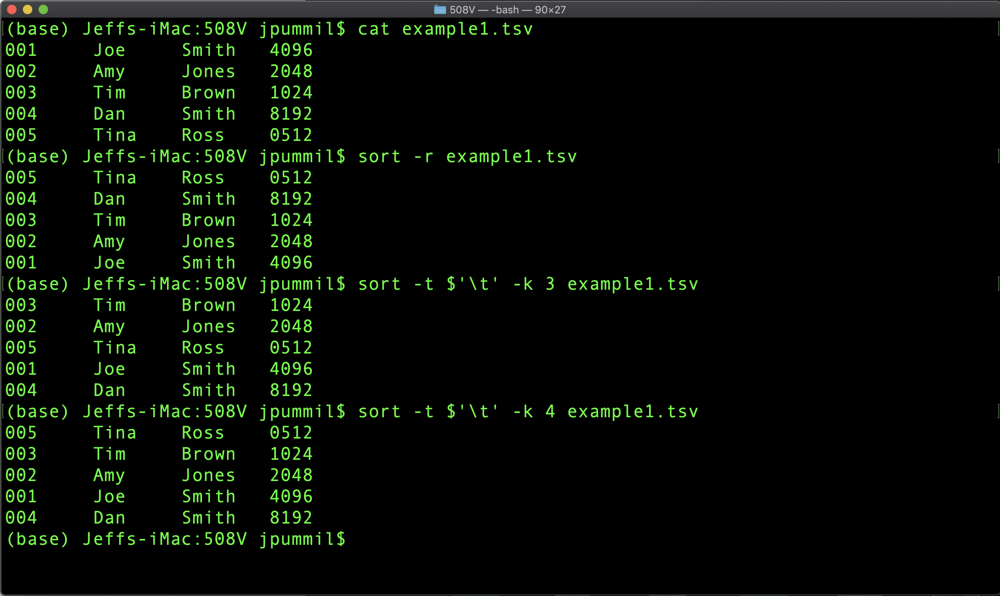 508V — -bash — 90×27
(base) Jeffs-iMac:508V jpummil$ cat example1.tsv
001 Joe Smith 4096
002 Amy Jones 2048
003 Tim Brown 1024
004 Dan Smith 8192
005 Tina Ross 0512
(base) Jeffs-iMac:508V jpummil$ sort -r example1.tsv
005 Tina Ross 0512
004 Dan Smith 8192
003 Tim Brown 1024
002 Amy Jones 2048
001 Joe Smith 4096
(base) Jeffs-iMac:508V jpummil$ sort -t $'\t' -k 3 example1.tsv
003 Tim Brown 1024
002 Amy Jones 2048
005 Tina Ross 0512
001 Joe Smith 4096
004 Dan Smith 8192
(base) Jeffs-iMac:508V jpummil$ sort -t $'\t' -k 4 example1.tsv
005 Tina Ross 0512
003 Tim Brown 1024
002 Amy Jones 2048
001 Joe Smith 4096
004 Dan Smith 8192
(base) Jeffs-iMac:508V jpummil$